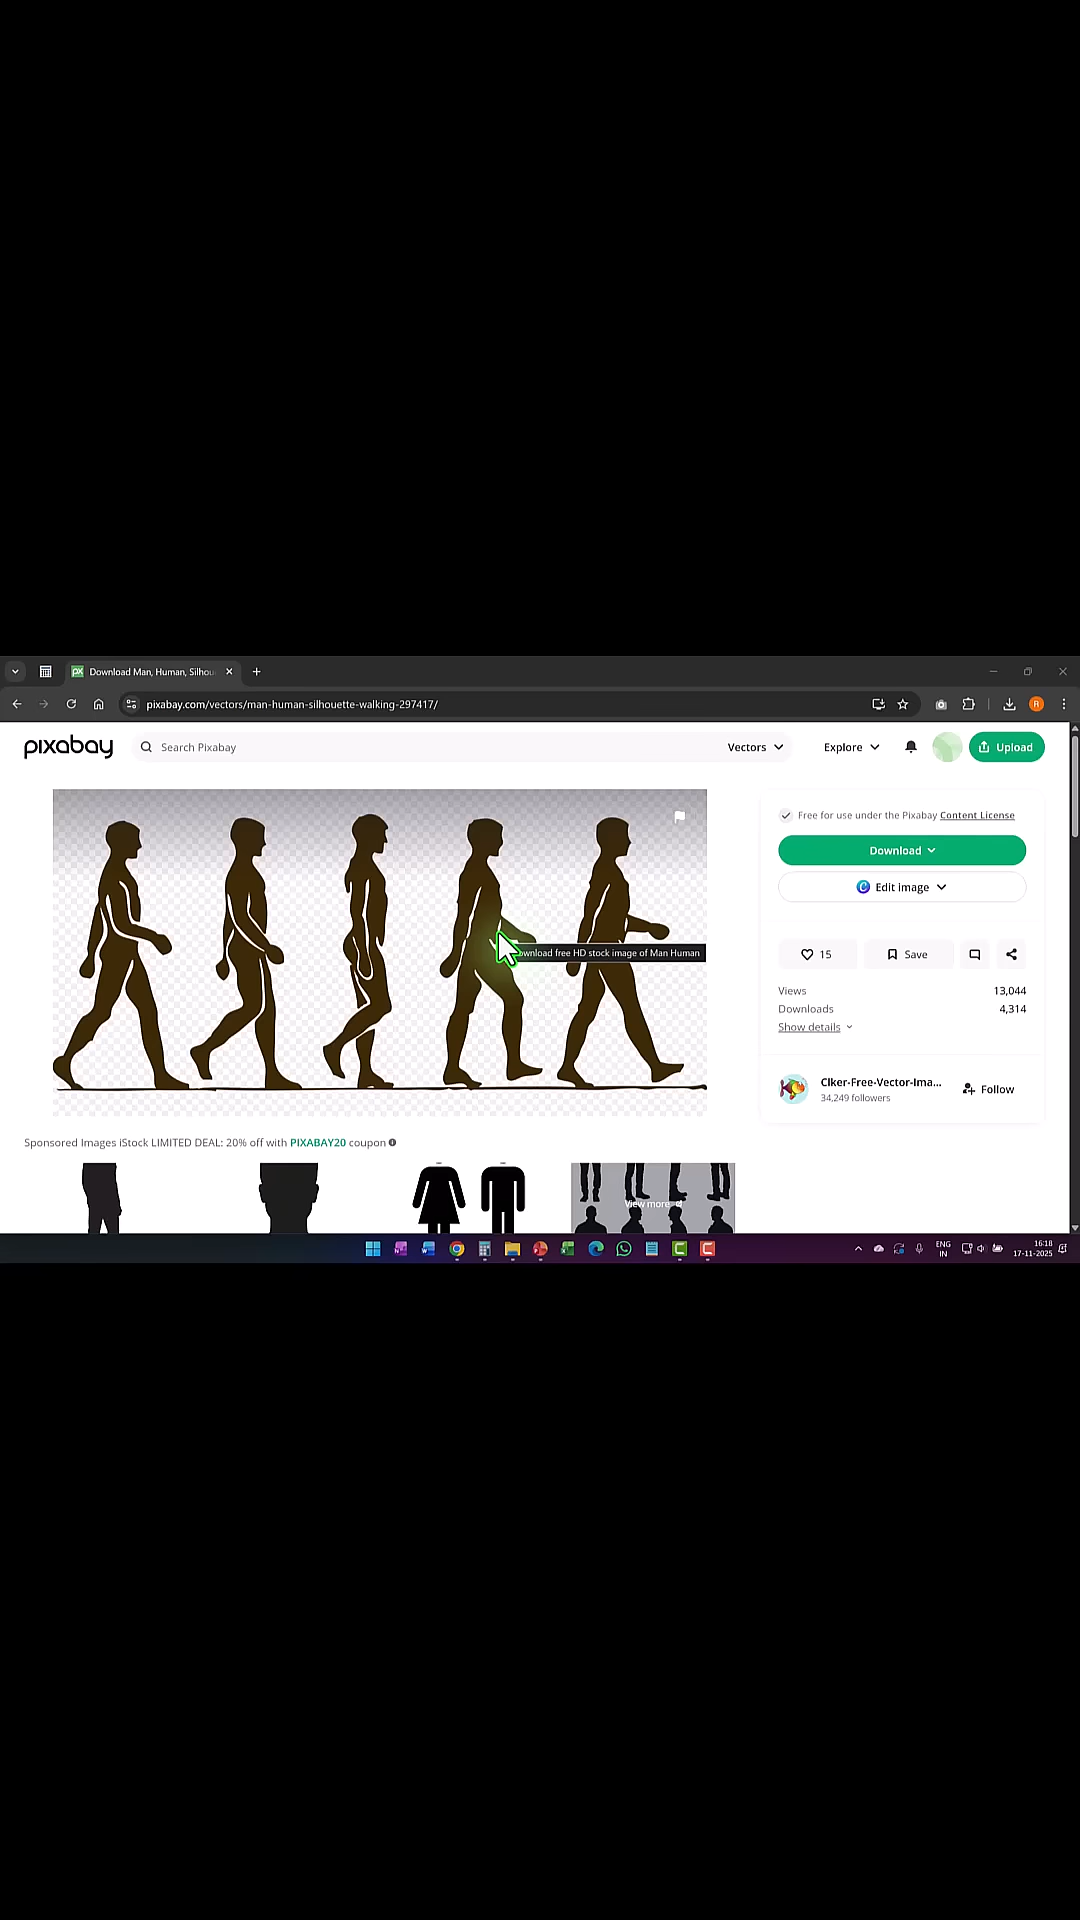 Download Man, Human, Silhou
pixabay.com/vectors/man-human-silhouette-walking-297417/
R
pixabay
Search Pixabay
Vectors
Explore
Upload
Free for use under the Pixabay Content License
Download
Edit image
ownload free HD stock image of Man Human
15
Save
Views 13,044
Downloads 4,314
Show details
Clker-Free-Vector-Ima...
34,249 followers
Follow
Sponsored Images iStock LIMITED DEAL: 20% off with PIXABAY20 coupon
View more
ENG
IN
16:18
17-11-2025